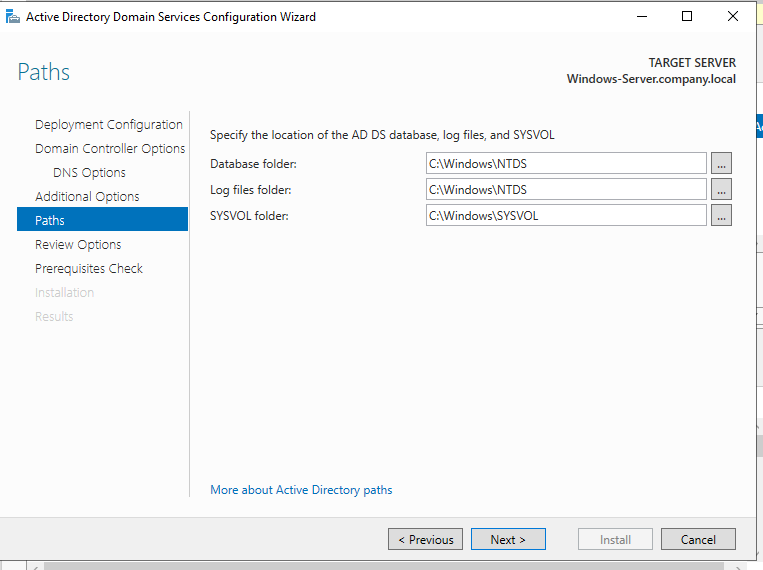 Active Directory Domain Services Configuration Wizard
Paths
TARGET SERVER
Windows-Server.company.local
Deployment Configuration
Domain Controller Options
DNS Options
Additional Options
Paths
Review Options
Prerequisites Check
Installation
Results
Specify the location of the AD DS database, log files, and SYSVOL
Database folder: C:\Windows\NTDS ...
Log files folder: C:\Windows\NTDS ...
SYSVOL folder: C:\Windows\SYSVOL ...
More about Active Directory paths
< Previous Next > Install Cancel